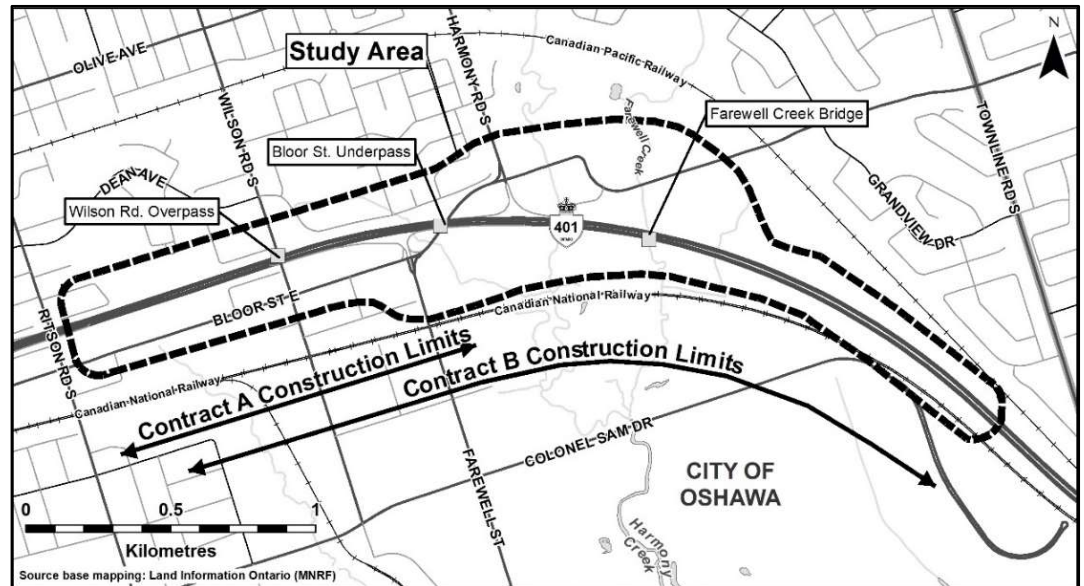 Study Area
OLIVE AVE
WILSON RD S
HARMONY RD S
Canadian Pacific Railway
N
Farewell Creek
Farewell Creek Bridge
TOWNLINE RD S
Bloor St. Underpass
DEAN AVE
Wilson Rd. Overpass
GRANDVIEW DR
401
RITSON RD S
BLOOR ST E
Canadian National Railway
Canadian National Railway
Contract A Construction Limits
Contract B Construction Limits
FAREWELL ST
COLONEL SAM DR
CITY OF
OSHAWA
Harmony
Creek
0 0.5 1
Kilometres
Source base mapping: Land Information Ontario (MNRF)